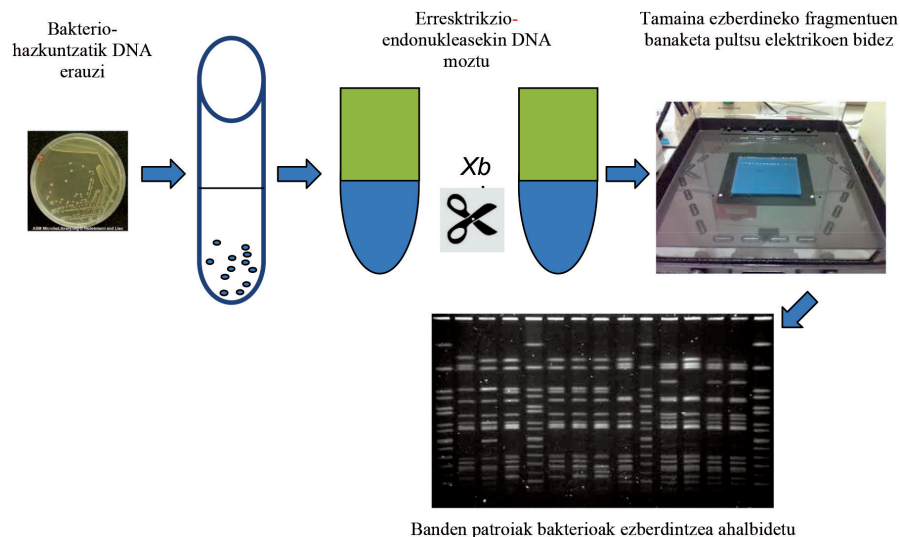 Bakterio-
hazkuntzatik DNA
erauzi
Erresktrikzio-
endonukleasekin DNA
moztu
Tamaina ezberdineko fragmentuen
banaketa pultsu elektrikoen bidez
Xb
Banden patroiak bakterioak ezberdintzea ahalbidetu